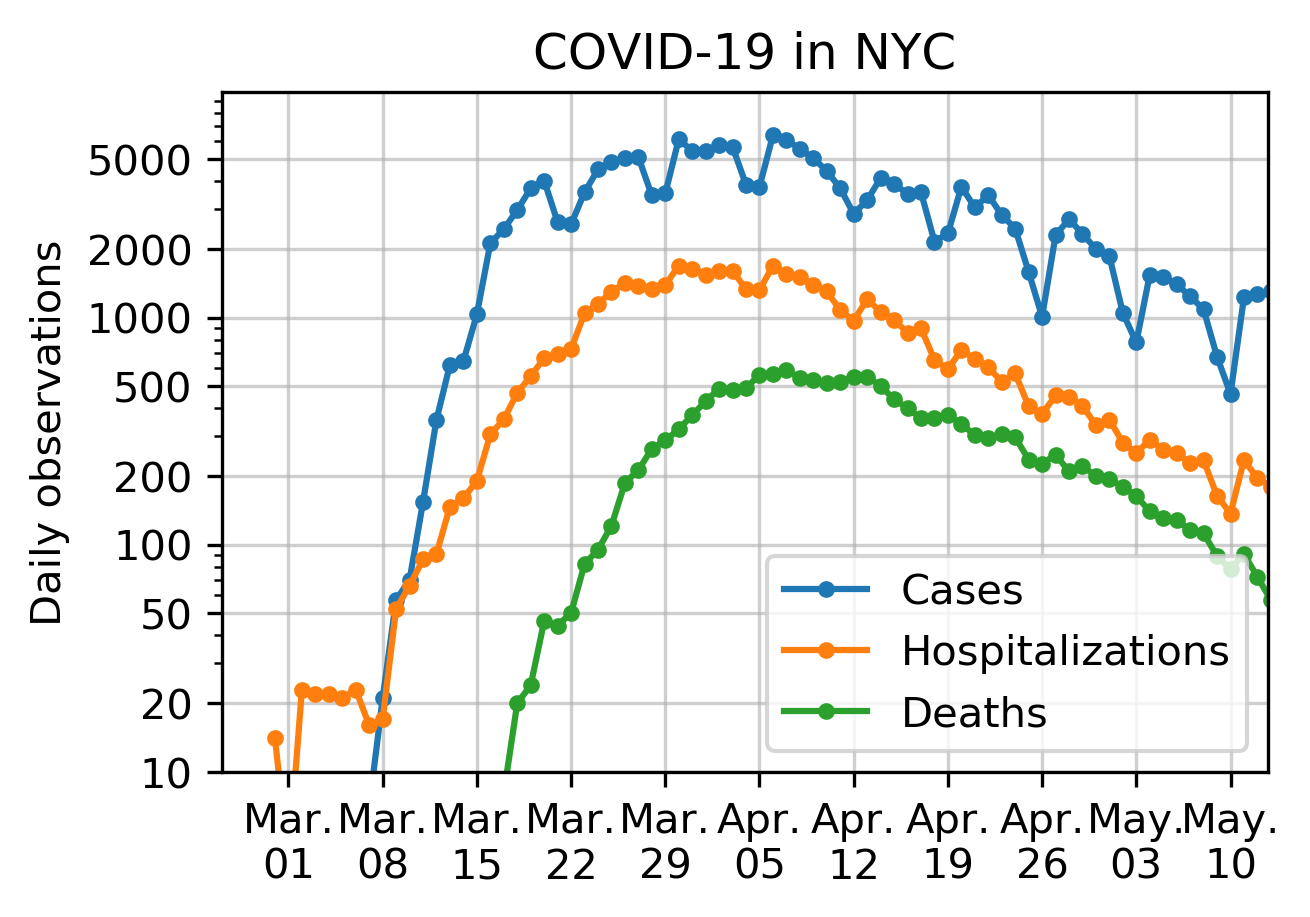 COVID-19 in NYC
Daily observations
5000
2000
1000
500
200
100
50
20
10
Cases
Hospitalizations
Deaths
Mar. Mar. Mar. Mar. Mar. Apr. Apr. Apr. Apr. May. May.
01 08 15 22 29 05 12 19 26 03 10